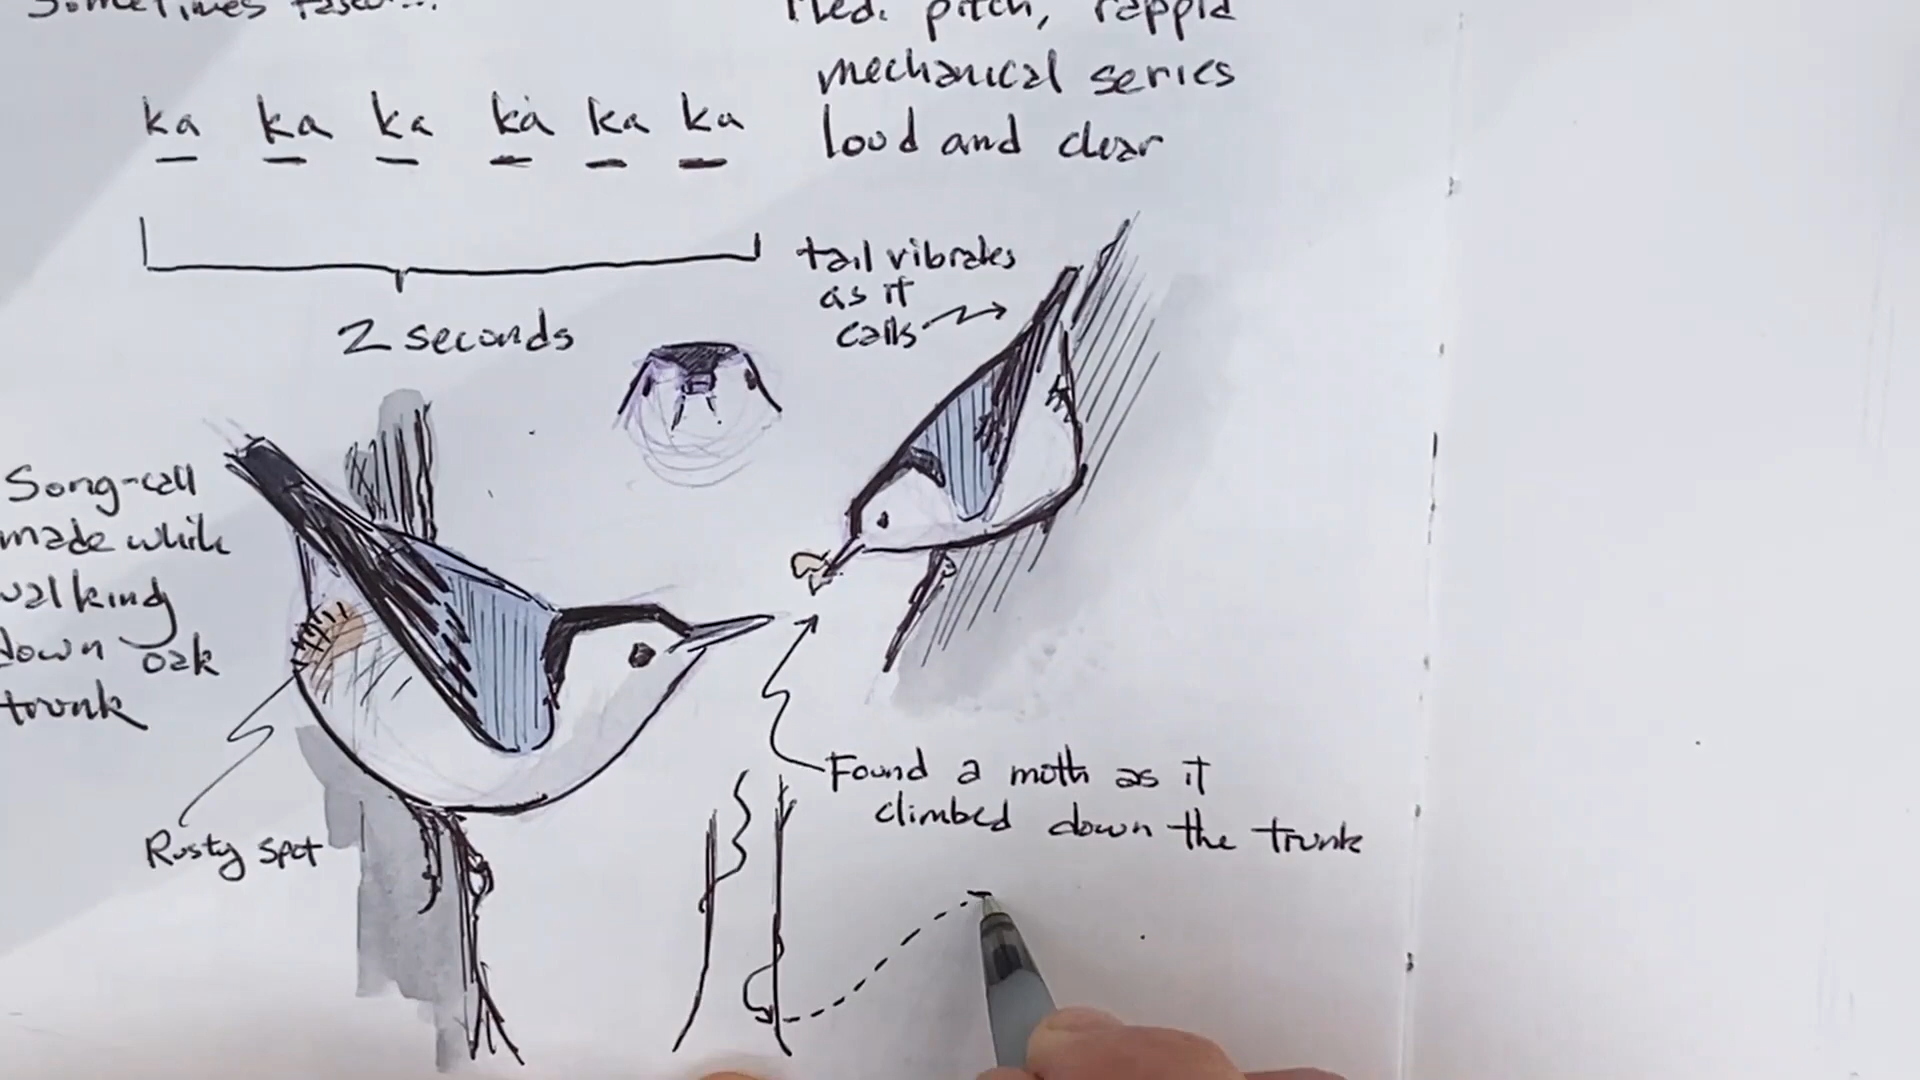 Sometimes
Med. pitch, rappid
mechanical series
loud and clear
ka ka ka ka ka ka
2 seconds
tail vibrates
as it
calls
Song-call
made while
walking
down oak
trunk
Rusty spot
Found a moth as it
climbed down the trunk